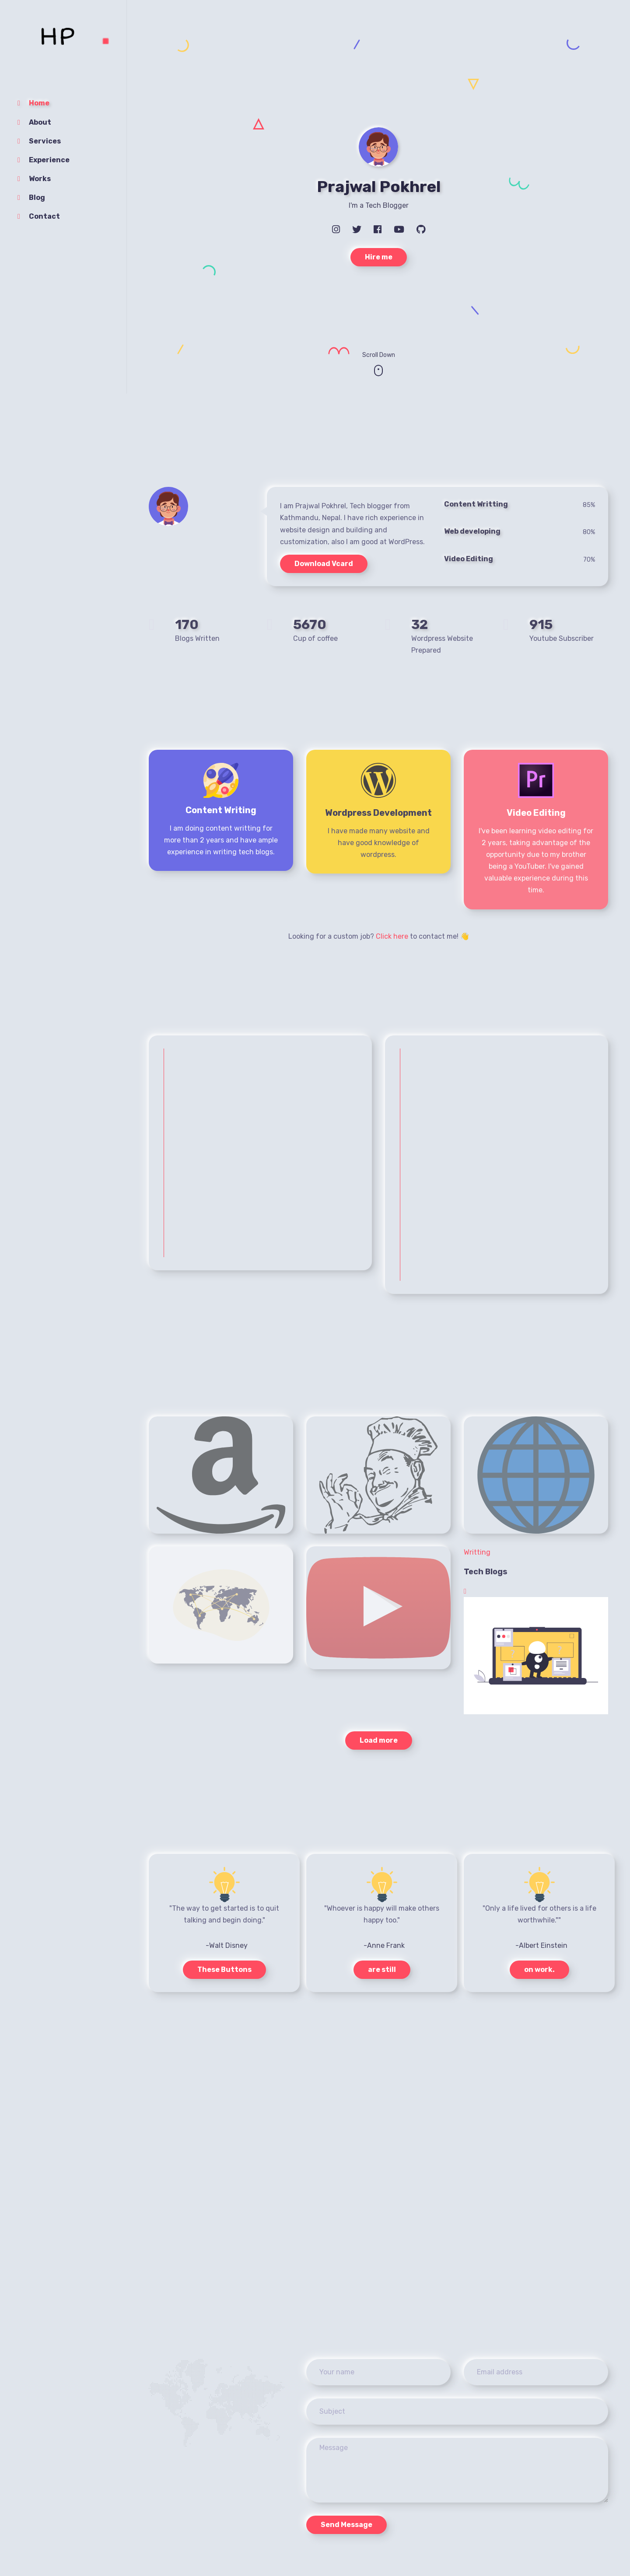 HP
Home
About
Services
Experience
Works
Blog
Contact
Prajwal Pokhrel
I'm a Tech Blogger
Hire me
Scroll Down
I am Prajwal Pokhrel, Tech blogger from
Kathmandu, Nepal. I have rich experience in
website design and building and
customization, also I am good at WordPress.
Download Vcard
Content Writting
85%
Web developing
80%
Video Editing
70%
170
Blogs Written
5670
Cup of coffee
32
Wordpress Website
Prepared
915
Youtube Subscriber
Content Writing
I am doing content writting for
more than 2 years and have ample
experience in writing tech blogs.
Wordpress Development
I have made many website and
have good knowledge of
wordpress.
Pr
Video Editing
I've been learning video editing for
2 years, taking advantage of the
opportunity due to my brother
being a YouTuber. I've gained
valuable experience during this
time.
Looking for a custom job? Click here to contact me! 👋
Writting
Tech Blogs
Load more
"The way to get started is to quit
talking and begin doing,"
-Walt Disney
These Buttons
"Whoever is happy will make others
happy too."
-Anne Frank
are still
"Only a life lived for others is a life
worthwhile.""
-Albert Einstein
on work.
Your name
Email address
Subject
Message
Send Message